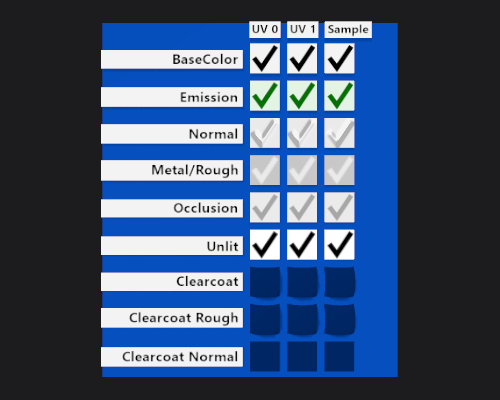 UV 0 UV 1 Sample
BaseColor
Emission
Normal
Metal/Rough
Occlusion
Unlit
Clearcoat
Clearcoat Rough
Clearcoat Normal